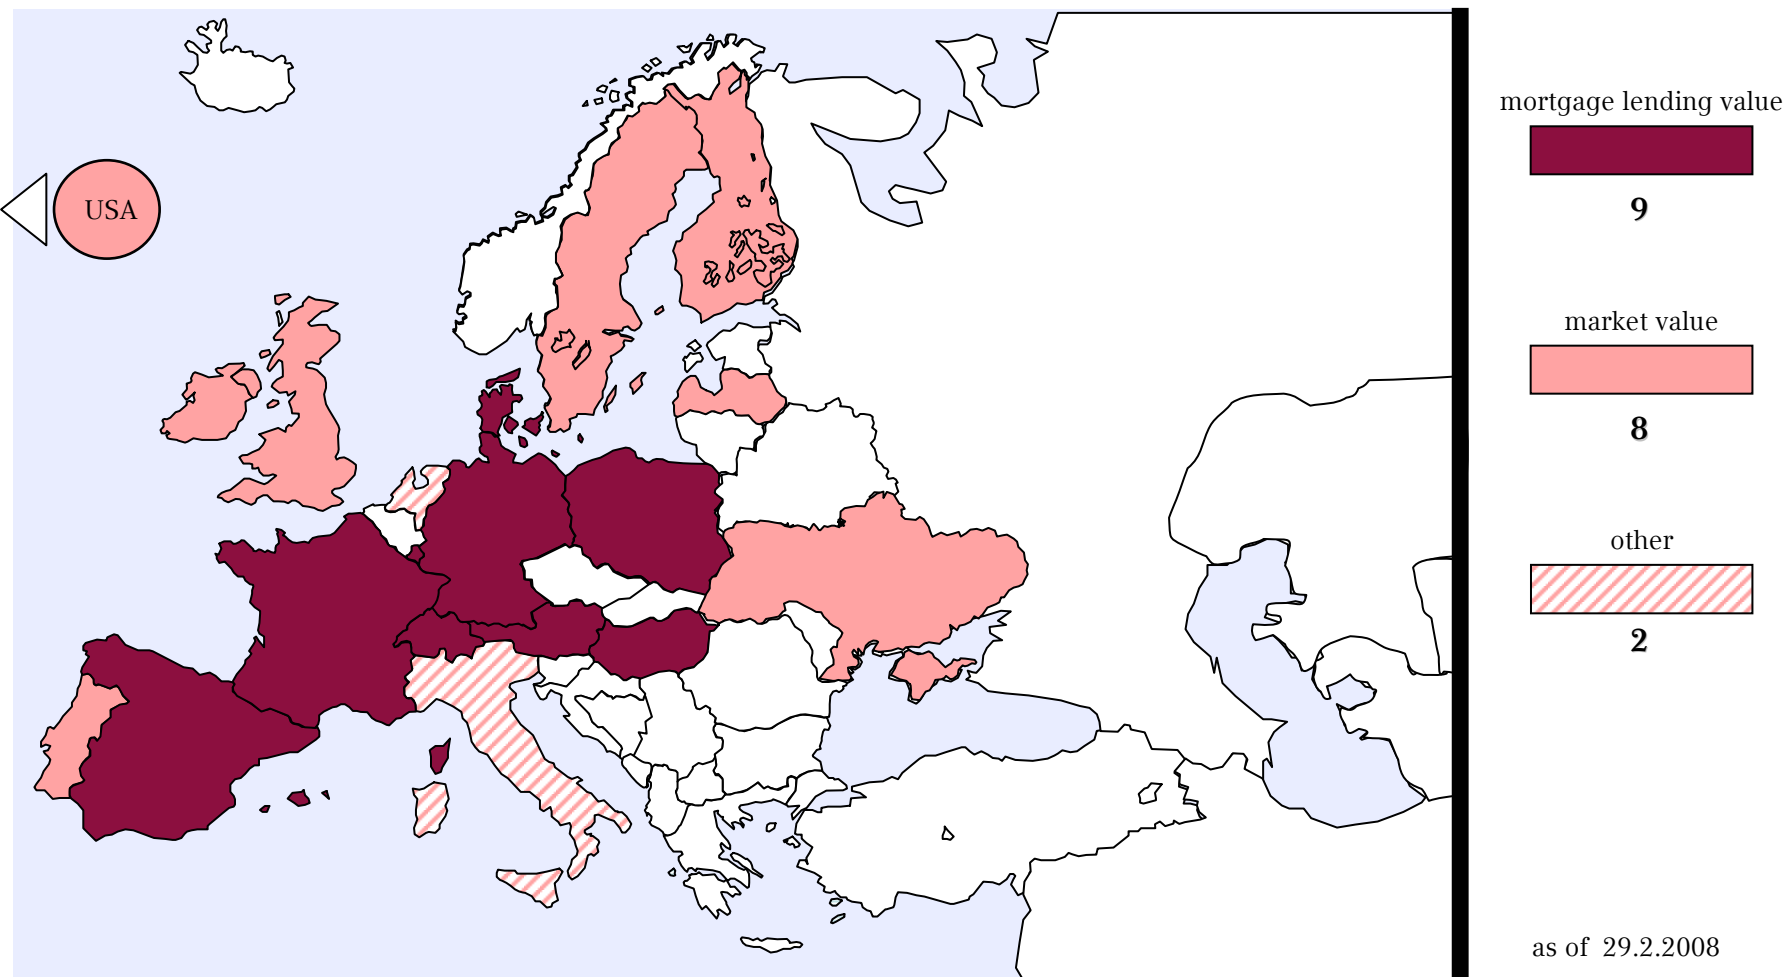 USA
mortgage lending value
9
market value
8
other
2
as of 29.2.2008